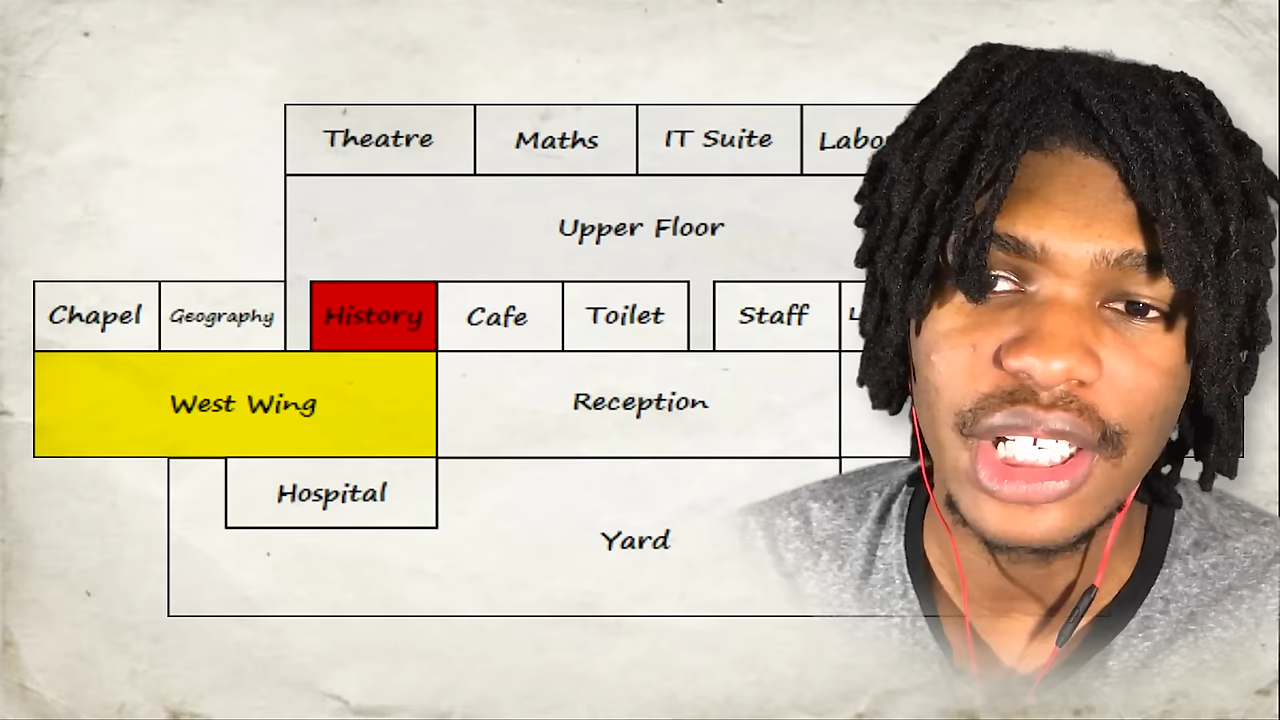 Theatre Maths IT Suite
Upper Floor
Chapel Geography History Cafe Toilet Staff
West Wing Reception
Hospital
Yard